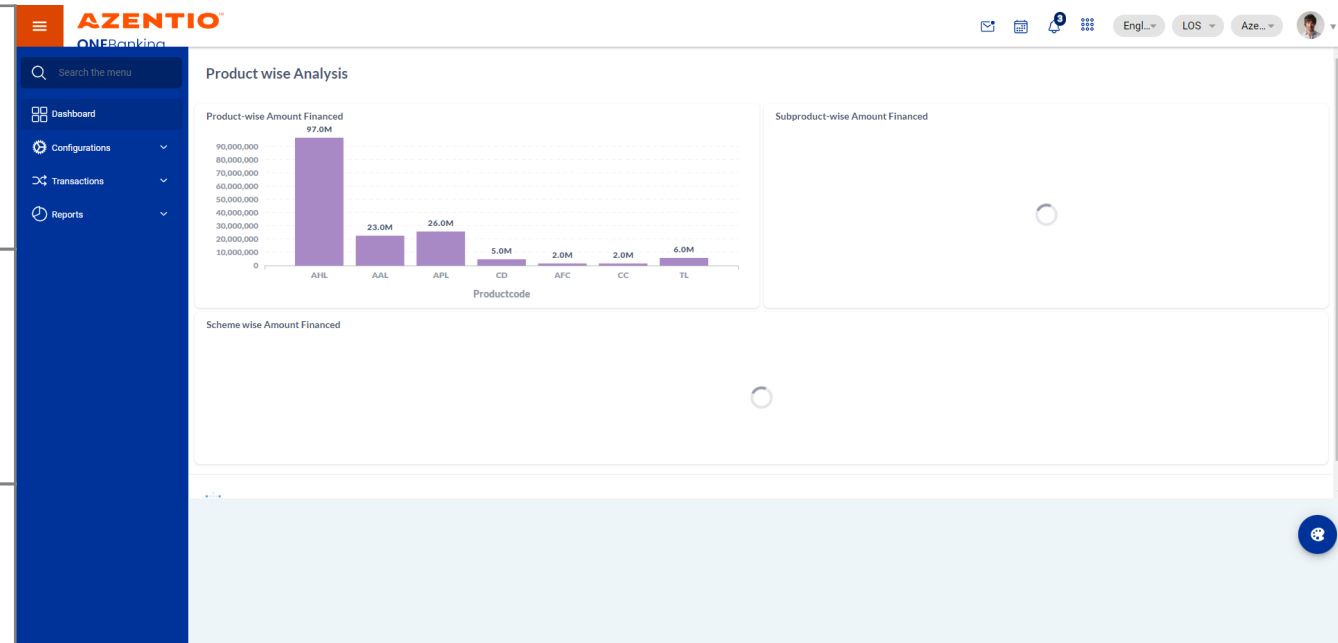 AZENTIO™
ONEBanking
3
Engl...
LOS
Aze...
Search the menu
Dashboard
Configurations
Transactions
Reports
Product wise Analysis
Product-wise Amount Financed
97.0M
90,000,000
80,000,000
70,000,000
60,000,000
50,000,000
40,000,000
30,000,000
20,000,000
10,000,000
0
23.0M
26.0M
5.0M
2.0M
2.0M
6.0M
AHL
AAL
APL
CD
AFC
CC
TL
Productcode
Subproduct-wise Amount Financed
Scheme wise Amount Financed